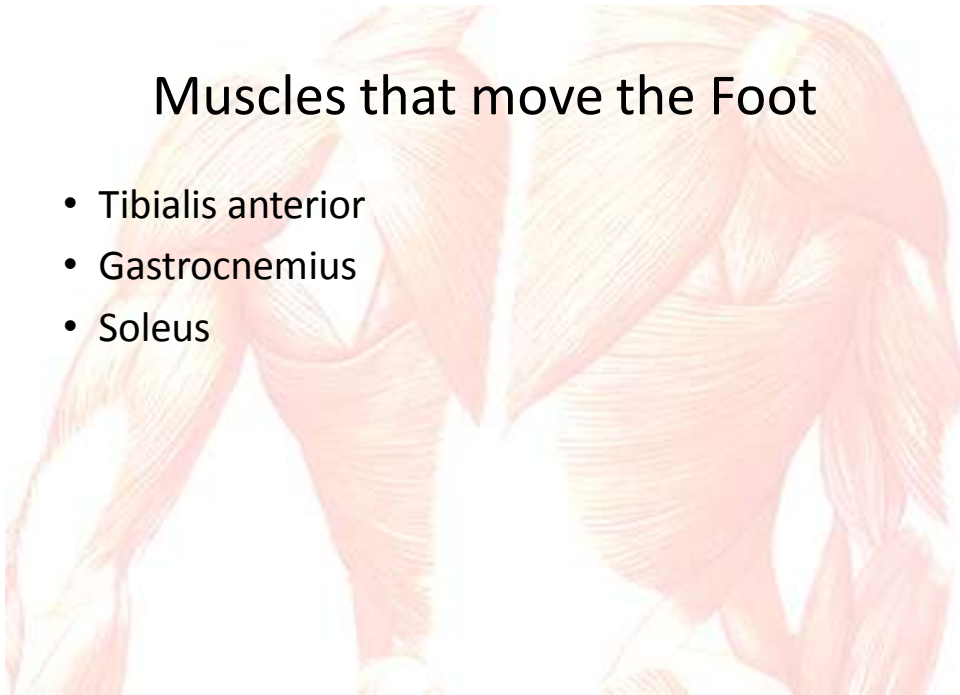 Muscles that move the Foot
• Tibialis anterior
• Gastrocnemius
• Soleus